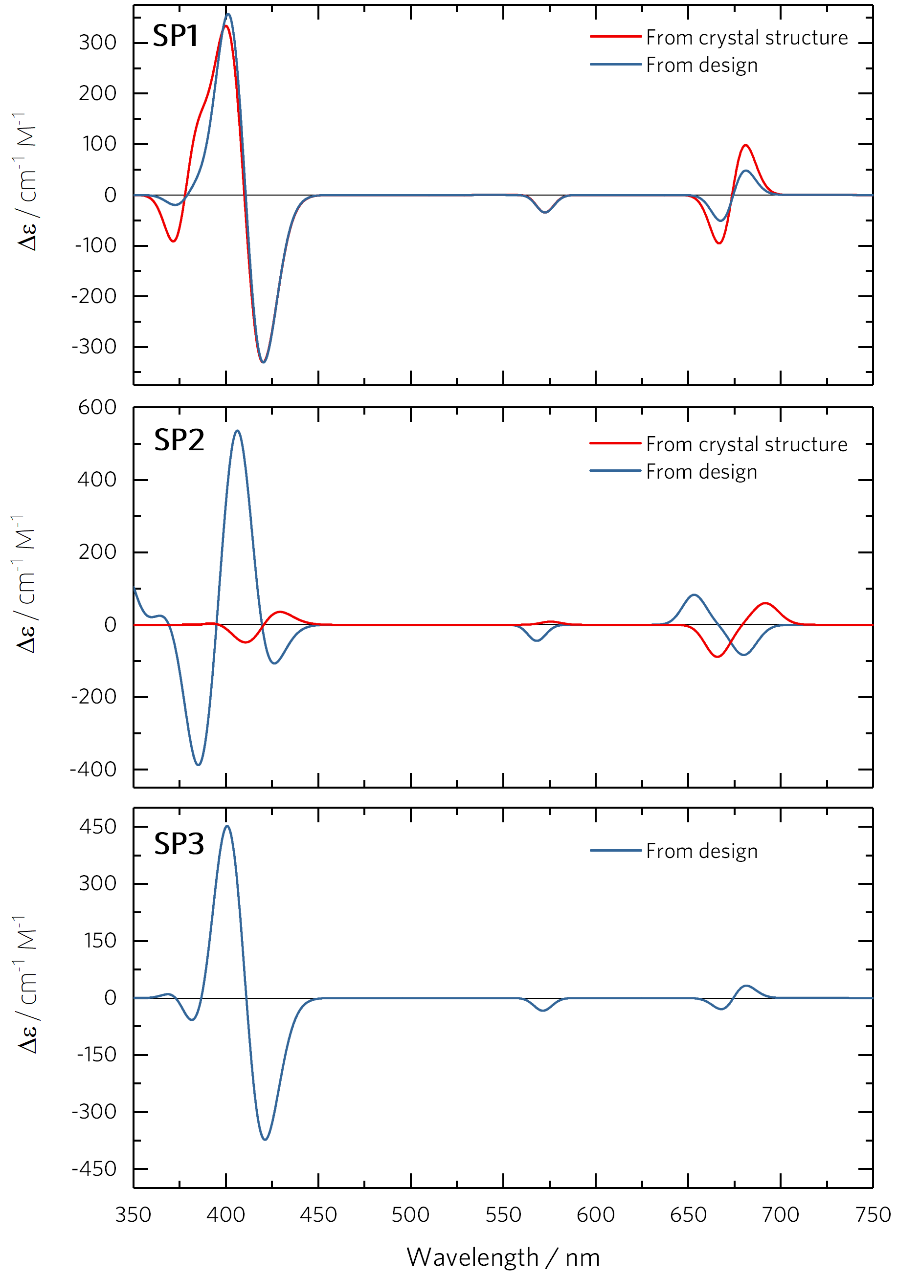 SP1
From crystal structure
From design
300
200
100
0
-100
-200
-300
Δε / cm-1 M-1
SP2
From crystal structure
From design
600
400
200
0
-200
-400
Δε / cm-1 M-1
SP3
From design
450
300
150
0
-150
-300
-450
Δε / cm-1 M-1
350 400 450 500 550 600 650 700 750
Wavelength / nm